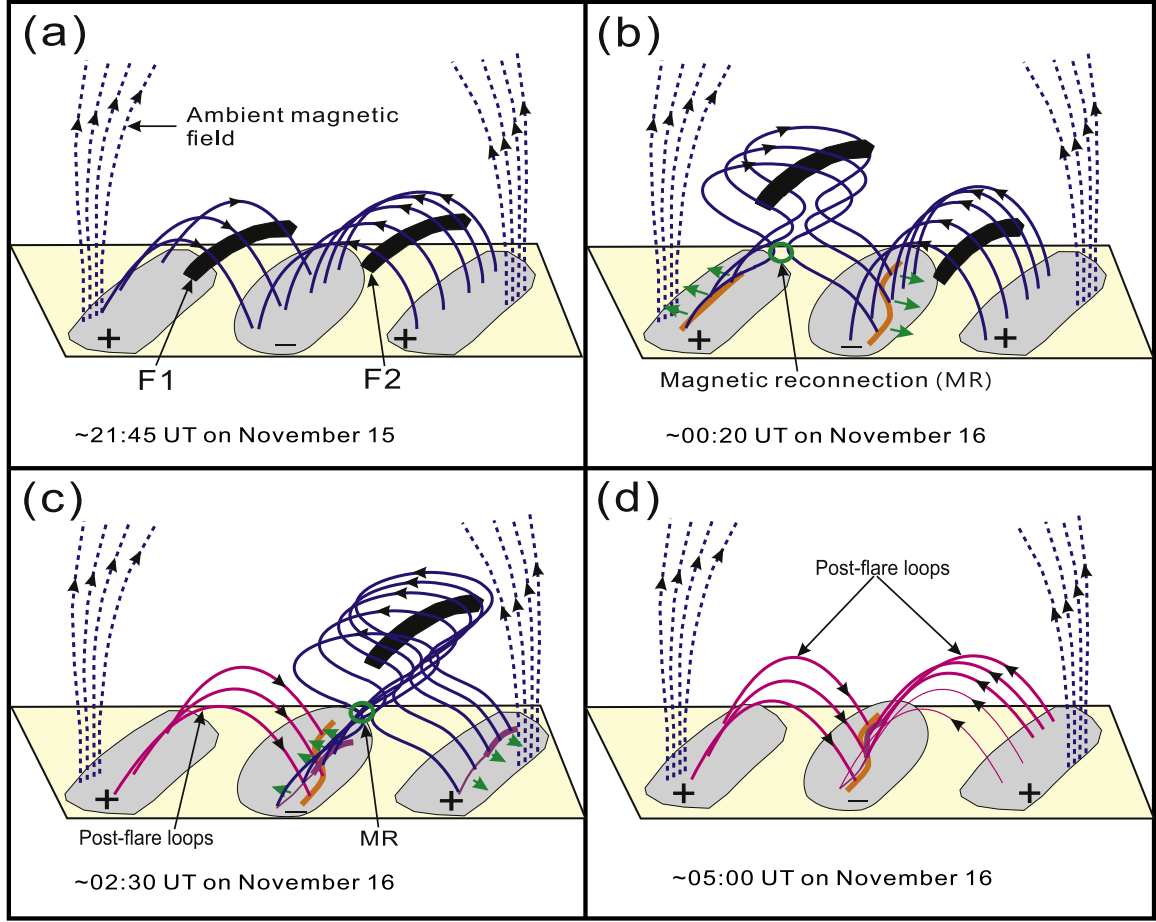 (a)
Ambient magnetic
field
+
−
+
F1
F2
~21:45 UT on November 15
(b)
+
−
+
Magnetic reconnection (MR)
~00:20 UT on November 16
(c)
+
−
+
Post-flare loops
MR
~02:30 UT on November 16
(d)
Post-flare loops
+
−
+
~05:00 UT on November 16